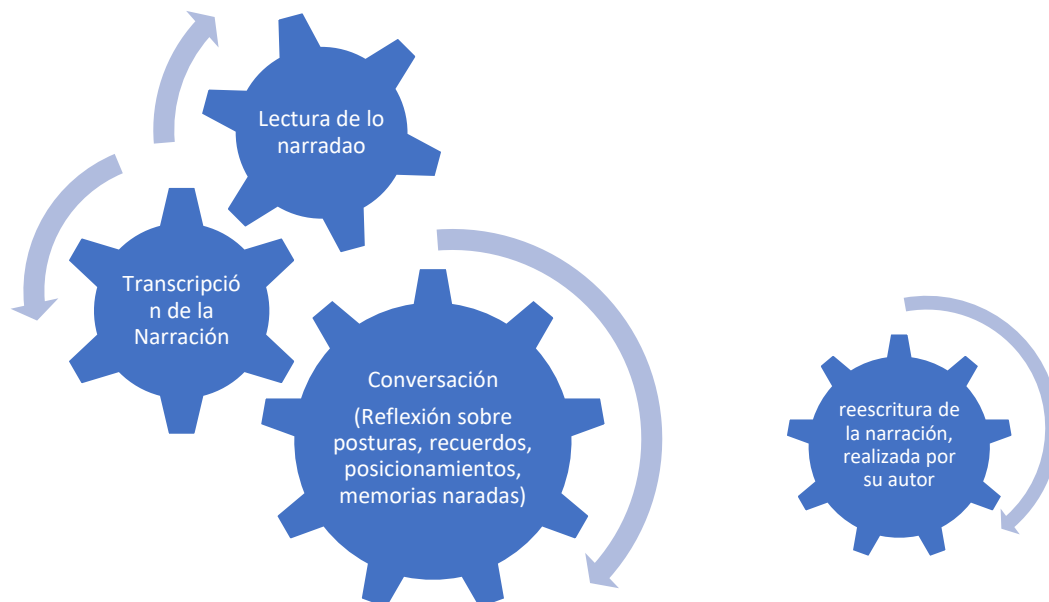 Lectura de lo
narradao
Transcripció
n de la
Narración
Conversación
(Reflexión sobre
posturas, recuerdos,
posicionamientos,
memorias naradas)
reescritura de
la narración,
realizada por
su autor